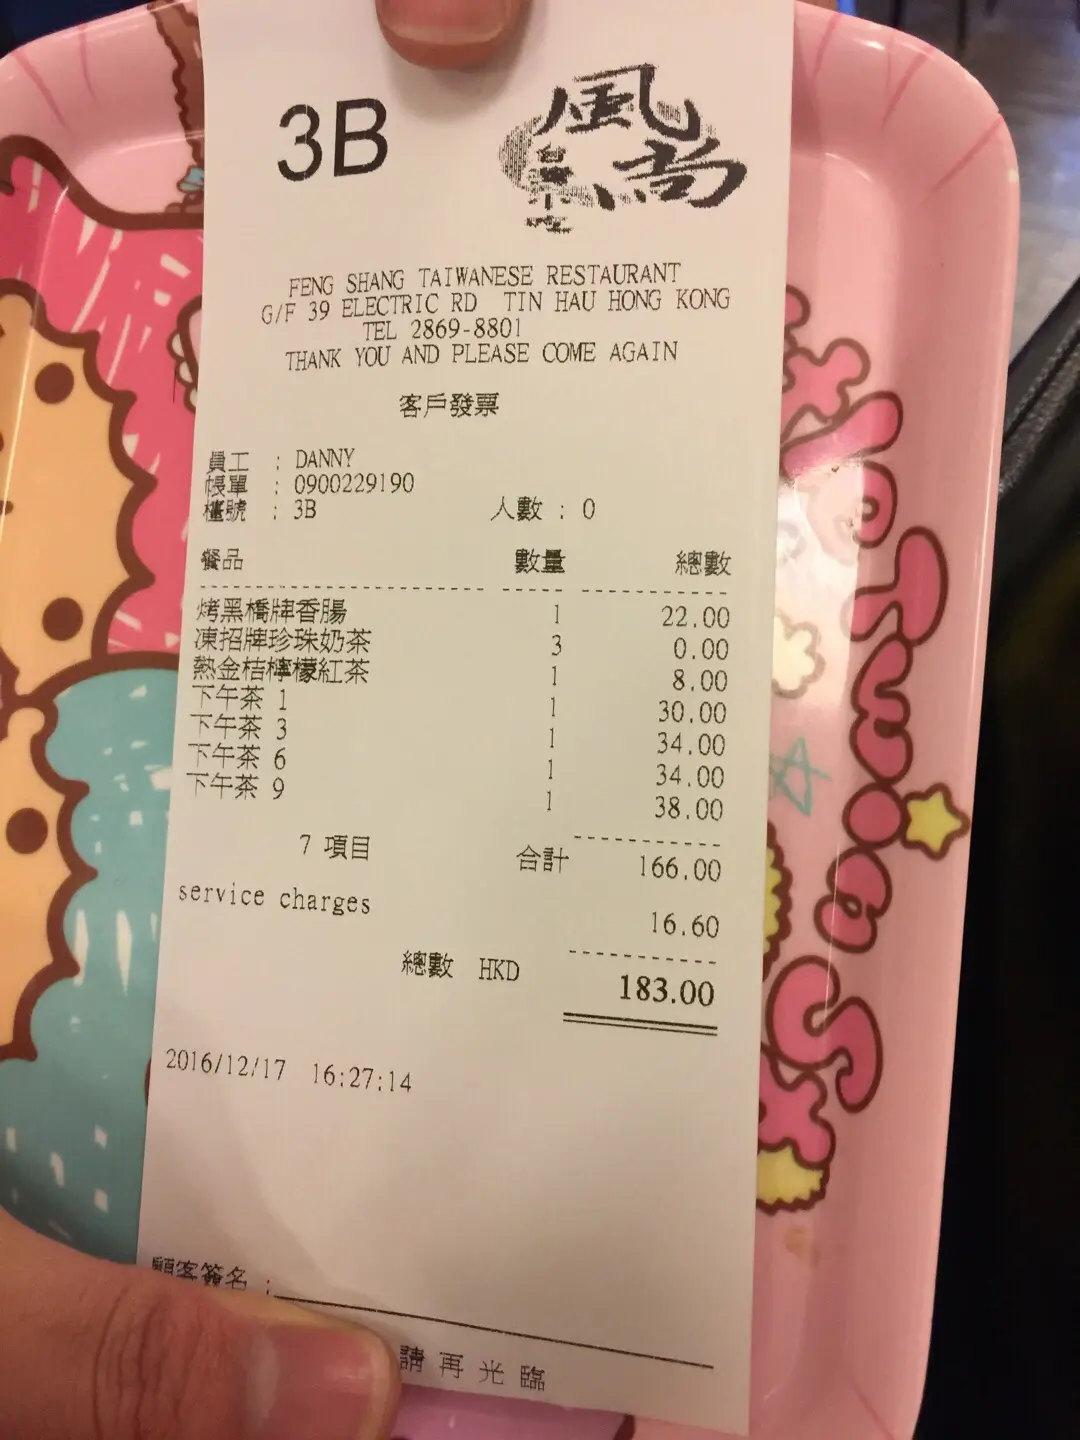 3B
風尚
台灣小吃
FENG SHANG TAIWANESE RESTAURANT
G/F 39 ELECTRIC RD TIN HAU HONG KONG
TEL 2869-8801
THANK YOU AND PLEASE COME AGAIN
客戶發票
員工 : DANNY
帳單 : 0900229190
檯號 : 3B 人數 : 0
餐品 數量 總數
烤黑橋牌香腸 1 22.00
凍招牌珍珠奶茶 3 0.00
熱金桔檸檬紅茶 1 8.00
下午茶 1 1 30.00
下午茶 3 1 34.00
下午茶 6 1 34.00
下午茶 9 1 38.00
7 項目 合計 166.00
service charges 16.60
總數 HKD 183.00
2016/12/17 16:27:14
顧客簽名 :
請再光臨